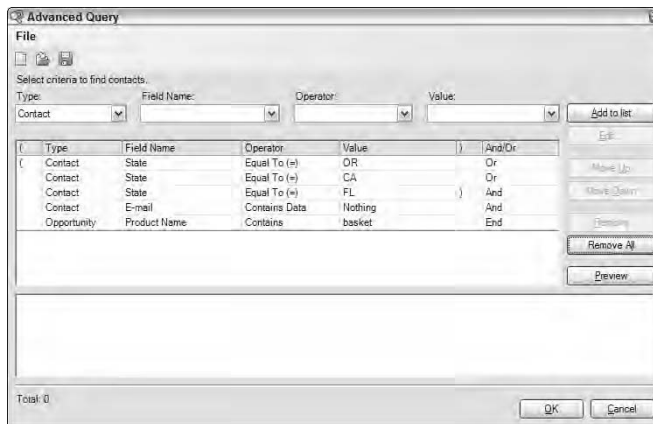 Advanced Query
File
Select criteria to find contacts.
Type: Field Name: Operator: Value:
Contact Add to list
Edit...
( Type Field Name Operator Value ) And/Or
( Contact State Equal To (=) OR Or
Contact State Equal To (=) CA Or
Move Up
Contact State Equal To (=) FL ) And
Move Down
Contact E-mail Contains Data Nothing And
Opportunity Product Name Contains basket End
Remove
Remove All
Preview
Total: 0
OK Cancel